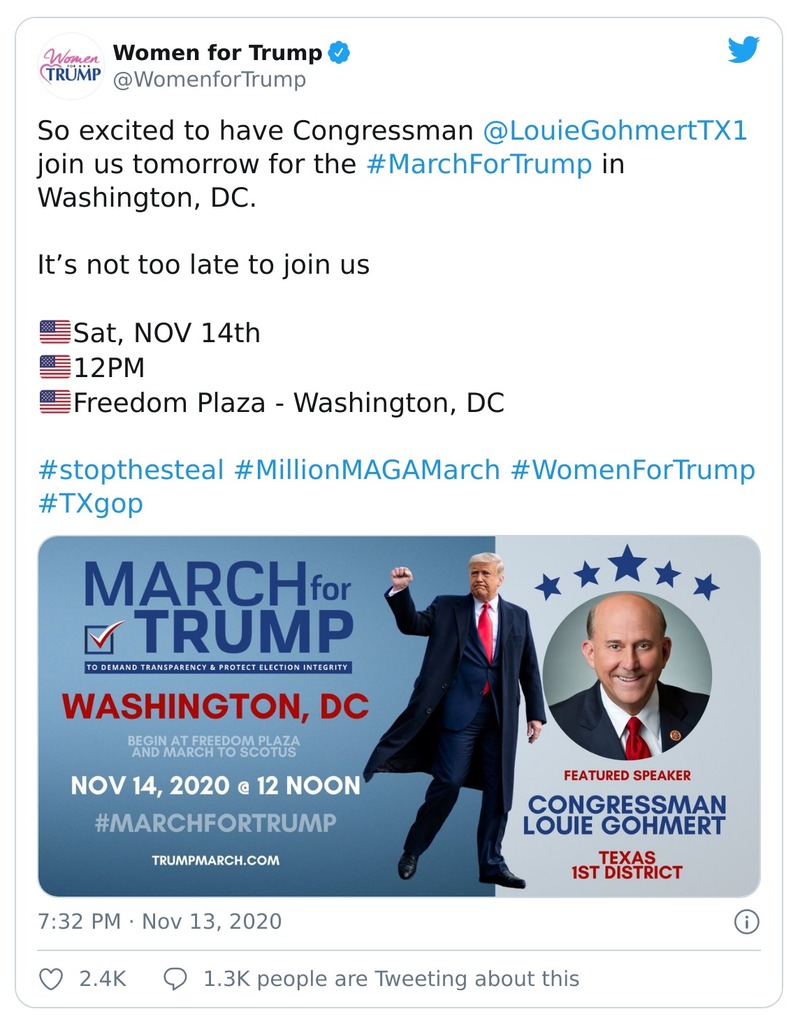 Women for Trump
@WomenforTrump
Women
FOR
TRUMP
So excited to have Congressman @LouieGohmertTX1
join us tomorrow for the #MarchForTrump in
Washington, DC.
It’s not too late to join us
🇺🇸Sat, NOV 14th
🇺🇸12PM
🇺🇸Freedom Plaza - Washington, DC
#stopthesteal #MillionMAGAMarch #WomenForTrump
#TXgop
MARCH for
TRUMP
TO DEMAND TRANSPARENCY & PROTECT ELECTION INTEGRITY
WASHINGTON, DC
BEGIN AT FREEDOM PLAZA
AND MARCH TO SCOTUS
NOV 14, 2020 @ 12 NOON
#MARCHFORTRUMP
TRUMPMARCH.COM
FEATURED SPEAKER
CONGRESSMAN
LOUIE GOHMERT
TEXAS
1ST DISTRICT
7:32 PM · Nov 13, 2020
2.4K 1.3K people are Tweeting about this